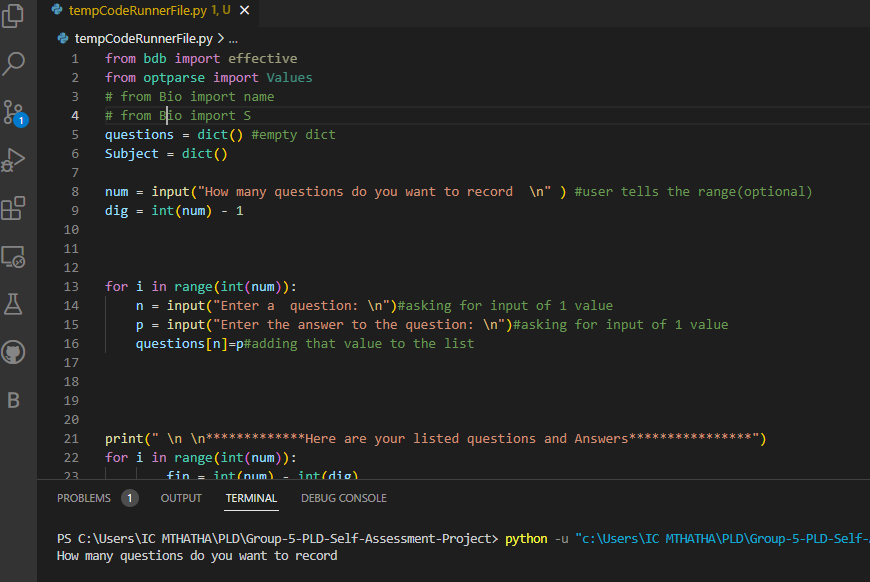 tempCodeRunnerFile.py 1, U
tempCodeRunnerFile.py > ...
1 from bdb import effective
2 from optparse import Values
3 # from Bio import name
4 # from Bio import S
5 questions = dict() #empty dict
6 Subject = dict()
7
8 num = input("How many questions do you want to record  \n" ) #user tells the range(optional)
9 dig = int(num) - 1
10
11
12
13 for i in range(int(num)):
14     n = input("Enter a  question: \n")#asking for input of 1 value
15     p = input("Enter the answer to the question: \n")#asking for input of 1 value
16     questions[n]=p#adding that value to the list
17
18
19
20
21 print(" \n \n*************Here are your listed questions and Answers****************")
22 for i in range(int(num)):
23         fin = int(num) - int(dig)
1
B
PROBLEMS 1 OUTPUT TERMINAL DEBUG CONSOLE
PS C:\Users\IC MTHATHA\PLD\Group-5-PLD-Self-Assessment-Project> python -u "c:\Users\IC MTHATHA\PLD\Group-5-PLD-Self-
How many questions do you want to record